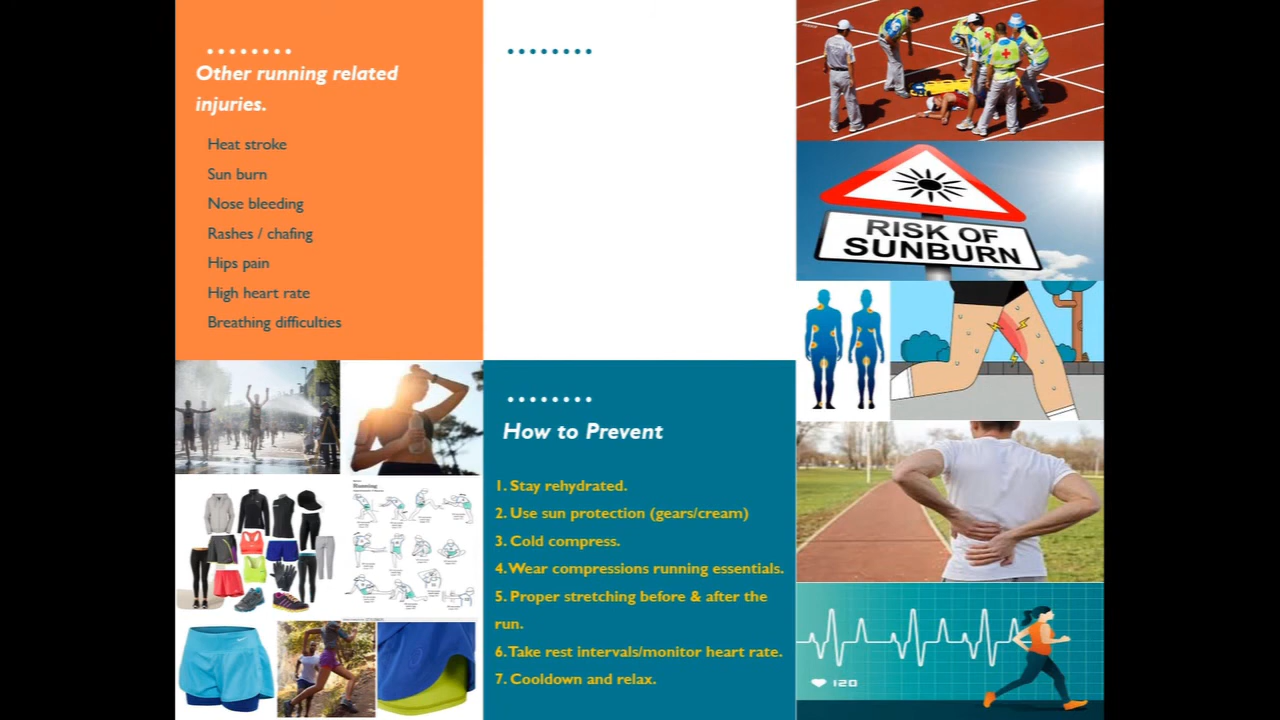 Other running related
injuries.
Heat stroke
Sun burn
Nose bleeding
Rashes / chafing
Hips pain
High heart rate
Breathing difficulties
How to Prevent
1. Stay rehydrated.
2. Use sun protection (gears/cream)
3. Cold compress.
4. Wear compressions running essentials.
5. Proper stretching before & after the
run.
6. Take rest intervals/monitor heart rate.
7. Cooldown and relax.
RISK OF
SUNBURN
Running
120